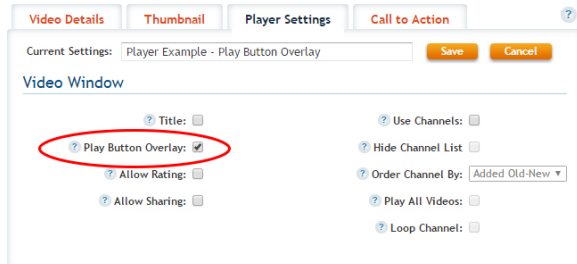 Video Details Thumbnail Player Settings Call to Action ?
Current Settings: Player Example - Play Button Overlay Save Cancel
Video Window
? Title: ? Use Channels:
? Play Button Overlay: ? Hide Channel List
? Allow Rating: ? Order Channel By: Added Old-New
? Allow Sharing: ? Play All Videos:
? Loop Channel: